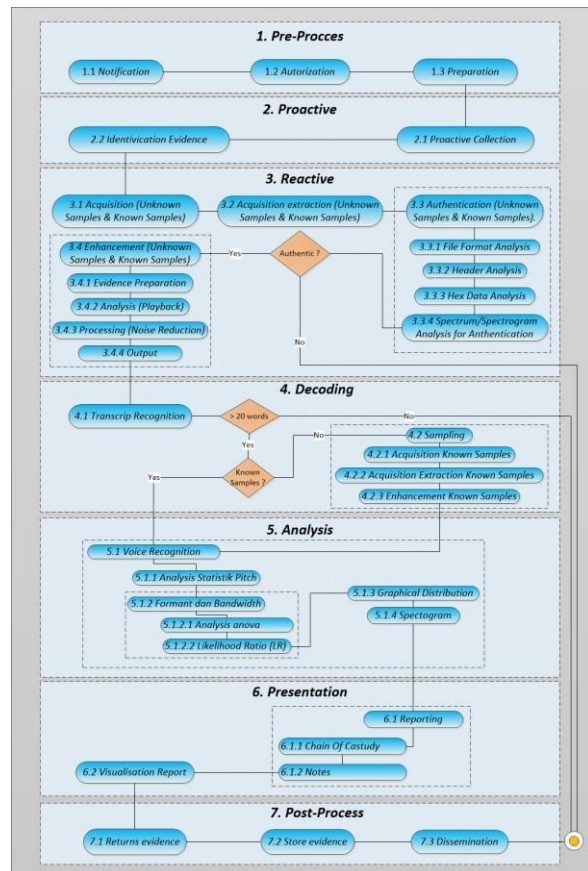 1. Pre-Procces
1.1 Notification
1.2 Autorization
1.3 Preparation
2. Proactive
2.2 Identivication Evidence
2.1 Proactive Collection
3. Reactive
3.1 Acquisition (Unknown
Samples & Known Samples)
3.2 Acquisition extraction (Unknown
Samples & Known Samples)
3.3 Authentication (Unknown
Samples & Known Samples).
3.3.1 File Format Analysis
3.3.2 Header Analysis
3.3.3 Hex Data Analysis
3.3.4 Spectrum/Spectrogram
Analysis for Anthentication
Authentic ?
Yes
No
3.4 Enhancement (Unknown
Samples & Known Samples)
3.4.1 Evidence Preparation
3.4.2 Analysis (Playback)
3.4.3 Processing (Noise Reduction)
3.4.4 Output
4. Decoding
4.1 Transcrip Recognition
> 20 words
No
Yes
Known
Samples ?
Yes
No
4.2 Sampling
4.2.1 Acquisition Known Samples
4.2.2 Acquisition Extraction Known Samples
4.2.3 Enhancement Known Samples
5. Analysis
5.1 Voice Recognition
5.1.1 Analysis Statistik Pitch
5.1.2 Formant dan Bandwidth
5.1.2.1 Analysis anova
5.1.2.2 Likelihood Ratio (LR)
5.1.3 Graphical Distribution
5.1.4 Spectogram
6. Presentation
6.1 Reporting
6.1.1 Chain Of Castudy
6.1.2 Notes
6.2 Visualisation Report
7. Post-Process
7.1 Returns evidence
7.2 Store evidence
7.3 Dissemination